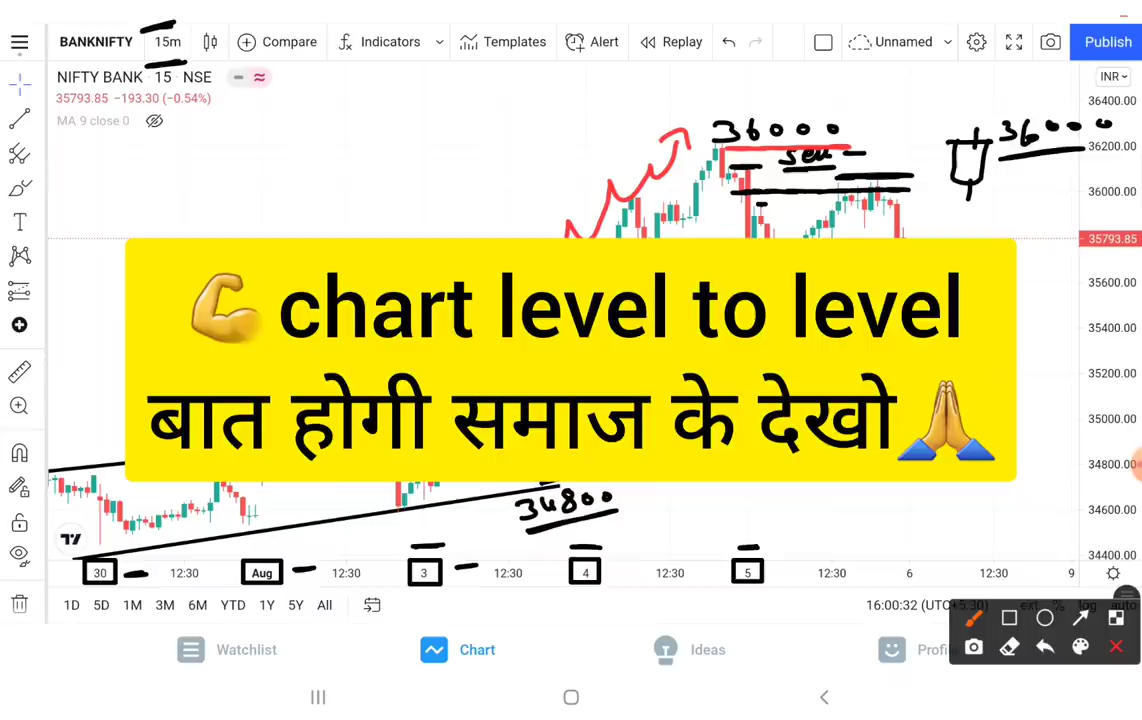 BANKNIFTY 15m Compare Indicators Templates Alert Replay Unnamed Publish
NIFTY BANK · 15 · NSE
INR
35793.85 −193.30 (−0.54%)
MA 9 close 0
36400.00
36000
36000
36200.00
Sell
36000.00
35793.85
35600.00
35400.00
35200.00
35000.00
34800.00
34600.00
34400.00
💪chart level to level
बात होगी समाज के देखो🙏
34800
30 12:30 Aug 12:30 3 12:30 4 12:30 5 12:30 6 12:30 9
1D 5D 1M 3M 6M YTD 1Y 5Y All
16:00:32 (UTC+5:30) ext % log auto
Watchlist Chart Ideas